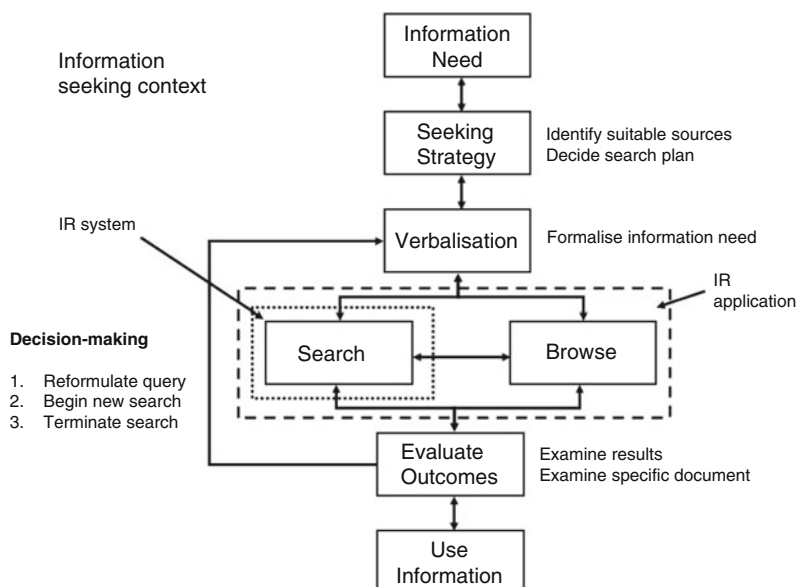 Information
seeking context
Information
Need
Seeking
Strategy
Identify suitable sources
Decide search plan
IR system
Verbalisation
Formalise information need
IR
application
Decision-making
1. Reformulate query
2. Begin new search
3. Terminate search
Search
Browse
Evaluate
Outcomes
Examine results
Examine specific document
Use
Information